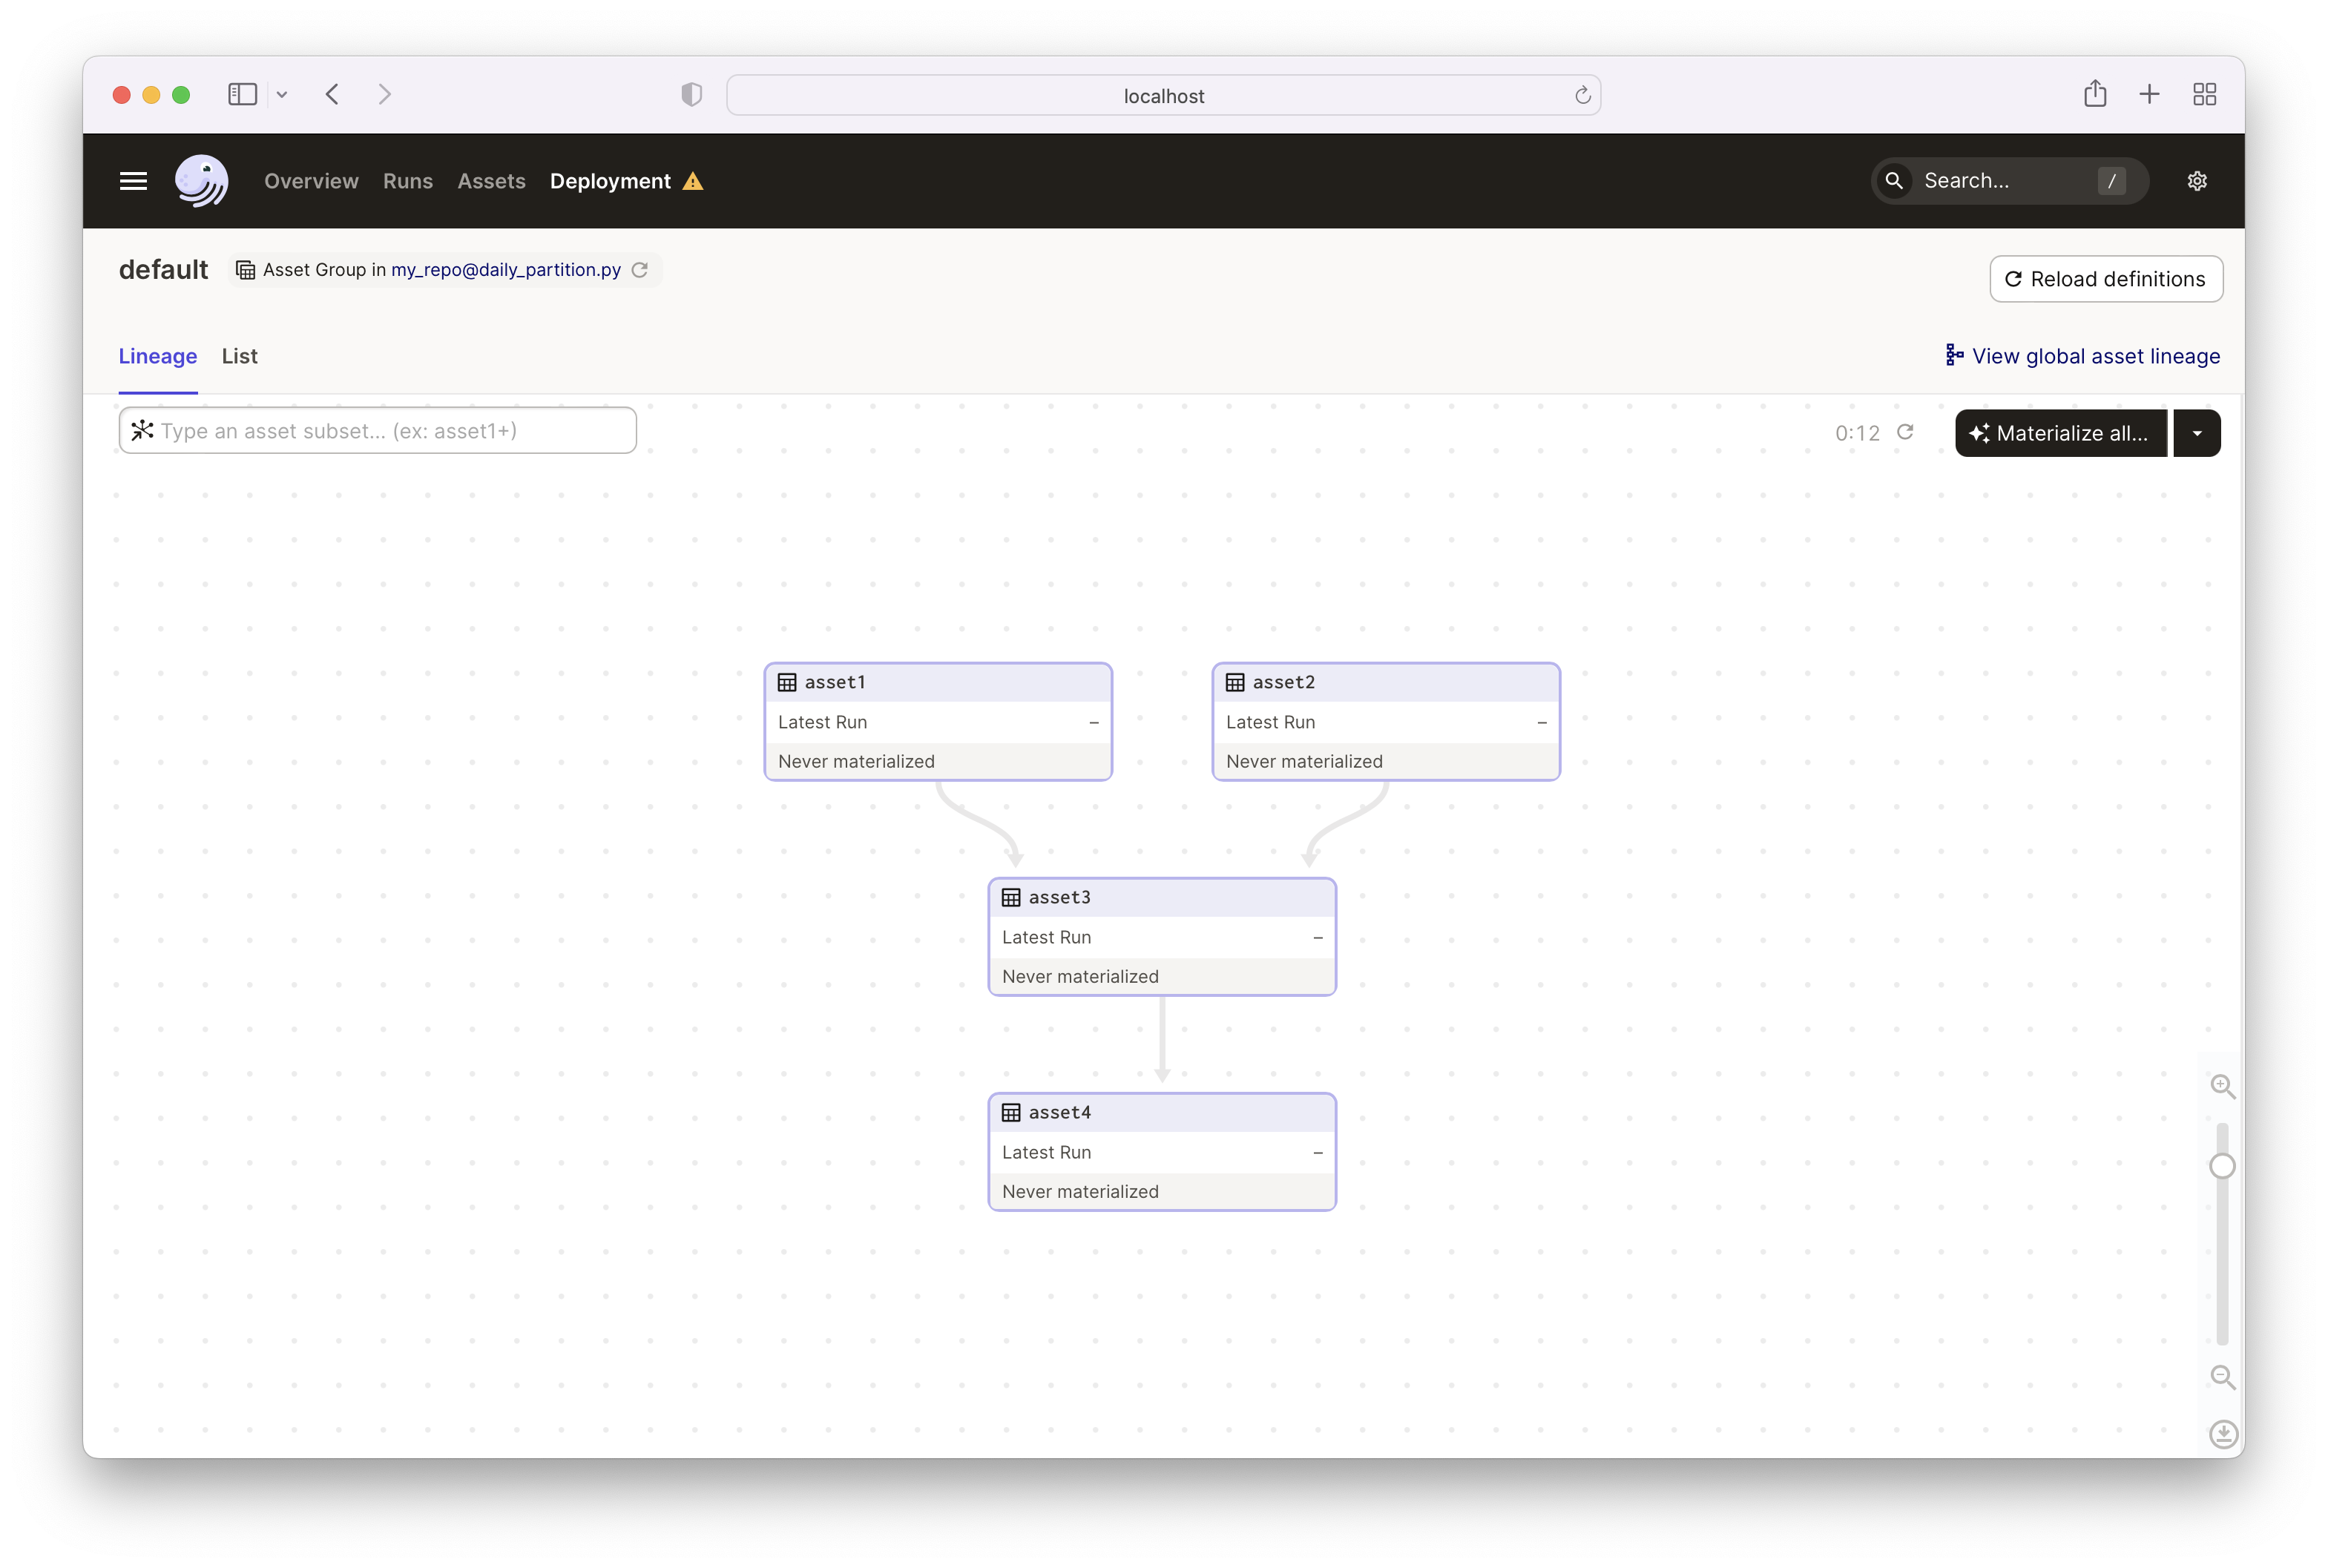 localhost
Overview Runs Assets Deployment
Search... /
default
Asset Group in my_repo@daily_partition.py
Reload definitions
Lineage List
View global asset lineage
Type an asset subset... (ex: asset1+)
0:12
Materialize all...
asset1
Latest Run –
Never materialized
asset2
Latest Run –
Never materialized
asset3
Latest Run –
Never materialized
asset4
Latest Run –
Never materialized